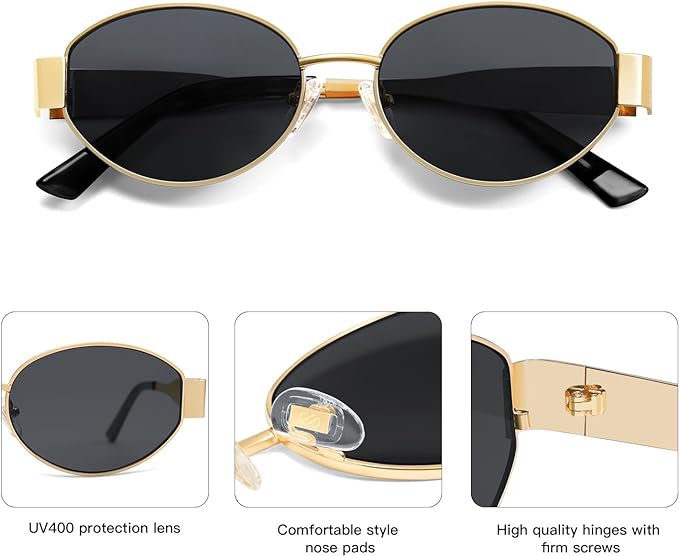 UV400 protection lens
Comfortable style
nose pads
High quality hinges with
firm screws